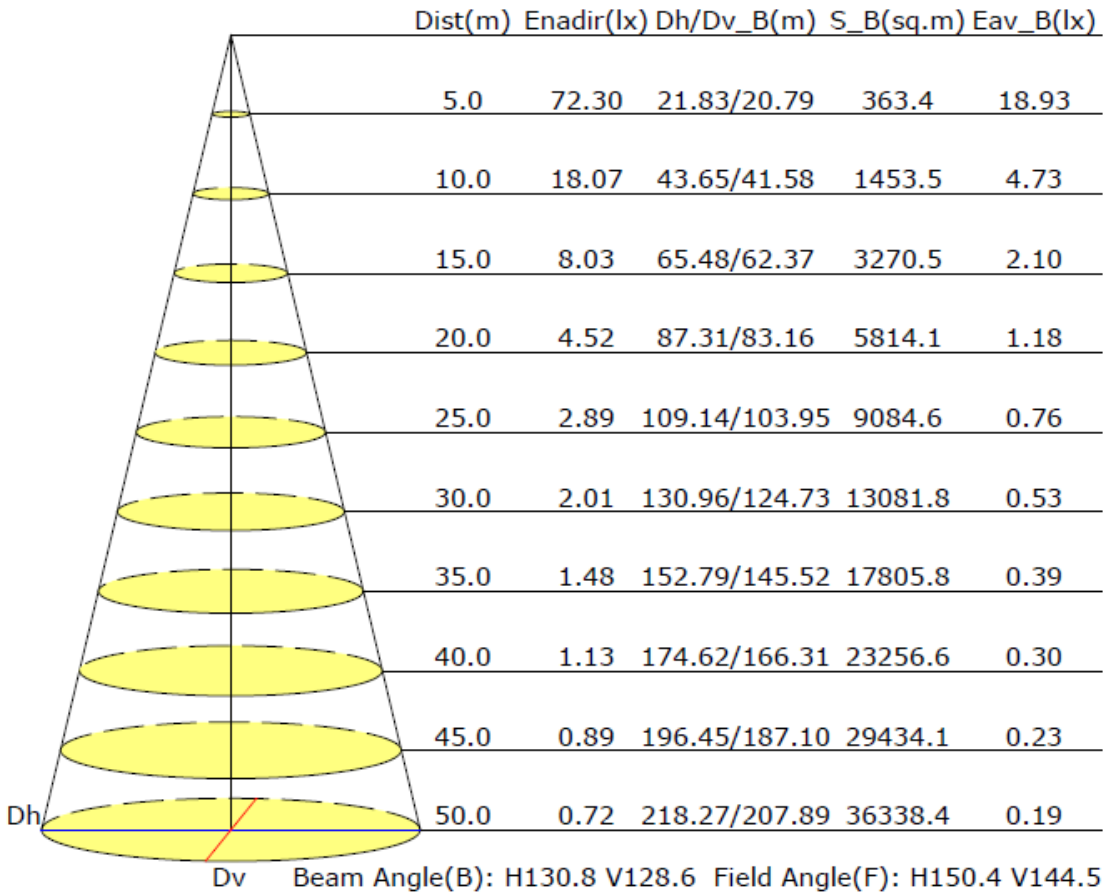 Dist(m) Enadir(lx) Dh/Dv_B(m) S_B(sq.m) Eav_B(lx)
5.0 72.30 21.83/20.79 363.4 18.93
10.0 18.07 43.65/41.58 1453.5 4.73
15.0 8.03 65.48/62.37 3270.5 2.10
20.0 4.52 87.31/83.16 5814.1 1.18
25.0 2.89 109.14/103.95 9084.6 0.76
30.0 2.01 130.96/124.73 13081.8 0.53
35.0 1.48 152.79/145.52 17805.8 0.39
40.0 1.13 174.62/166.31 23256.6 0.30
45.0 0.89 196.45/187.10 29434.1 0.23
Dh 50.0 0.72 218.27/207.89 36338.4 0.19
Dv Beam Angle(B): H130.8 V128.6 Field Angle(F): H150.4 V144.5